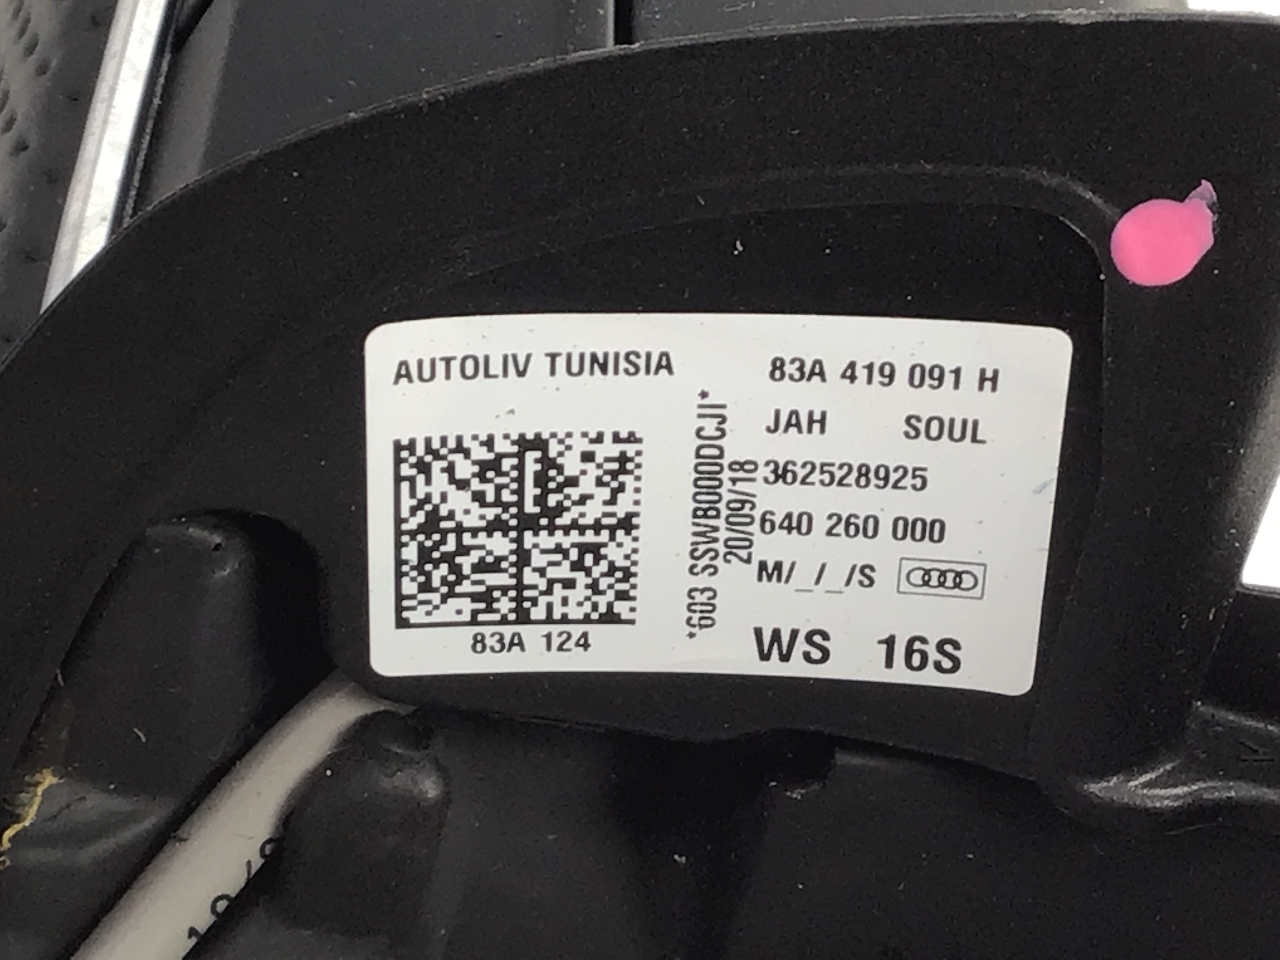 AUTOLIV TUNISIA
83A 419 091 H
JAH SOUL
362528925
640 260 000
M/_/_/S
WS 16S
*603 SSWB000DCJI*
20/09/18
83A 124